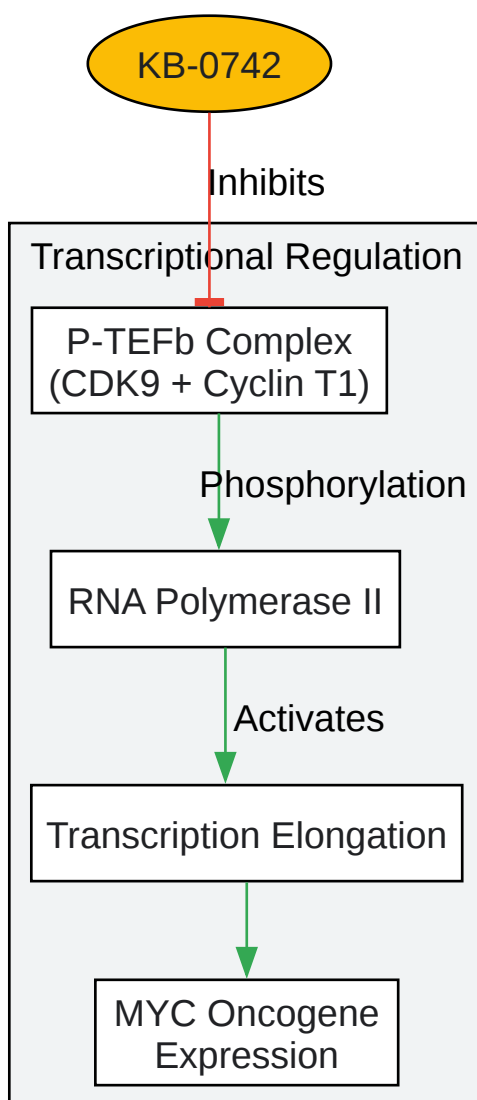 KB-0742
Inhibits
Transcriptional Regulation
P-TEFb Complex
(CDK9 + Cyclin T1)
Phosphorylation
RNA Polymerase II
Activates
Transcription Elongation
MYC Oncogene
Expression